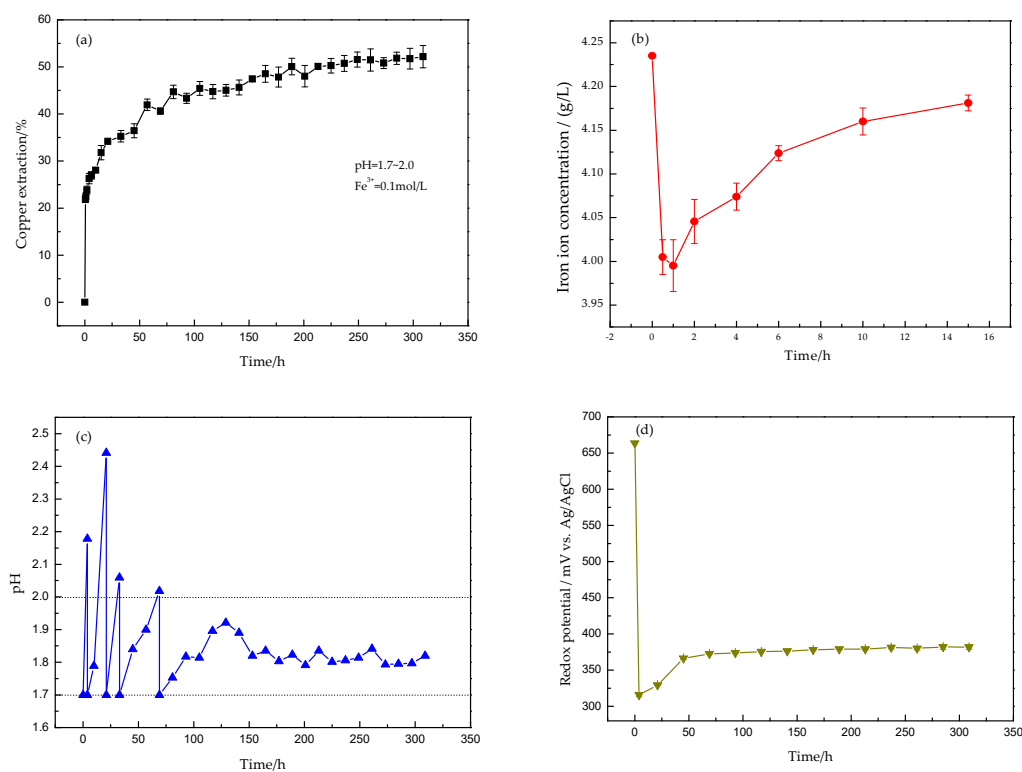 (a)
60
50
40
30
20
10
0
Copper extraction/%
pH=1.7~2.0
Fe3+=0.1mol/L
0 50 100 150 200 250 300 350
Time/h
(b)
4.25
4.20
4.15
4.10
4.05
4.00
3.95
Iron ion concentration / (g/L)
-2 0 2 4 6 8 10 12 14 16
Time/h
(c)
2.5
2.4
2.3
2.2
2.1
2.0
1.9
1.8
1.7
1.6
pH
0 50 100 150 200 250 300 350
Time/h
(d)
700
650
600
550
500
450
400
350
300
Redox potential / mV vs. Ag/AgCl
0 50 100 150 200 250 300 350
Time/h